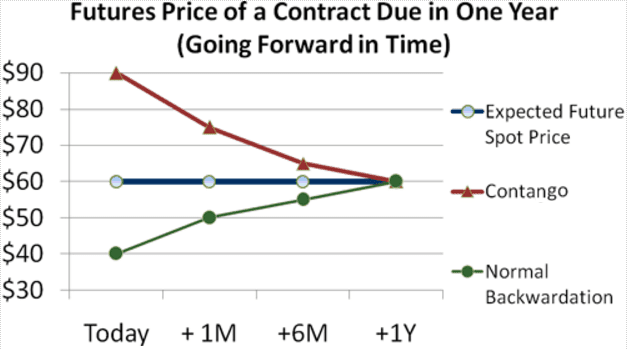 Futures Price of a Contract Due in One Year
(Going Forward in Time)
$90
$80
$70
$60
$50
$40
$30
Today + 1M +6M +1Y
Expected Future
Spot Price
Contango
Normal
Backwardation